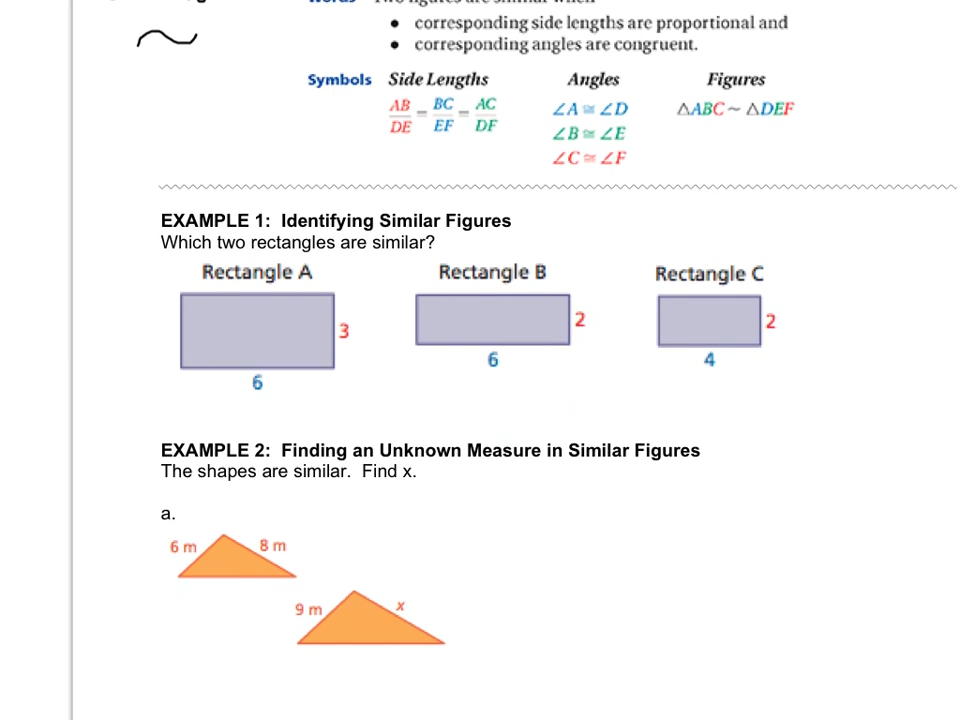 corresponding side lengths are proportional and
corresponding angles are congruent.
Symbols Side Lengths Angles Figures
AB/DE = BC/EF = AC/DF ∠A ≅ ∠D △ABC ~ △DEF
∠B ≅ ∠E
∠C ≅ ∠F
EXAMPLE 1: Identifying Similar Figures
Which two rectangles are similar?
Rectangle A Rectangle B Rectangle C
3 2 2
6 6 4
EXAMPLE 2: Finding an Unknown Measure in Similar Figures
The shapes are similar. Find x.
a.
6 m 8 m
9 m x